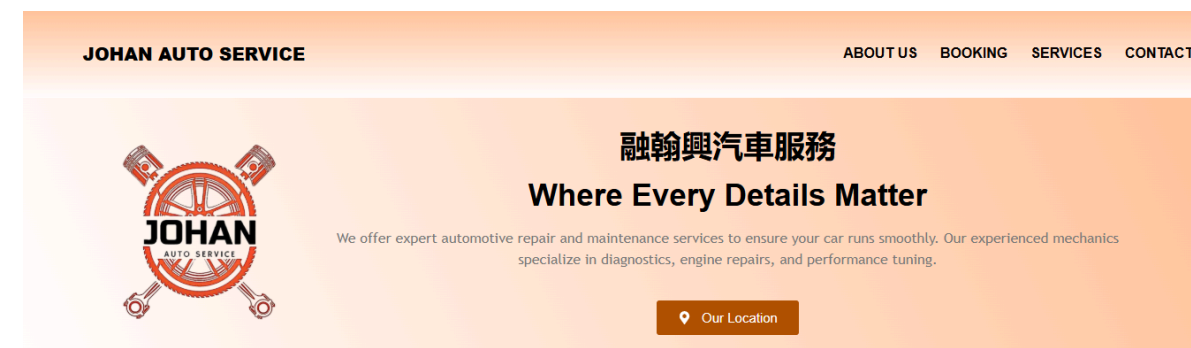 JOHAN AUTO SERVICE
ABOUT US BOOKING SERVICES CONTACT
融翰興汽車服務
Where Every Details Matter
JOHAN
AUTO SERVICE
We offer expert automotive repair and maintenance services to ensure your car runs smoothly. Our experienced mechanics
specialize in diagnostics, engine repairs, and performance tuning.
Our Location